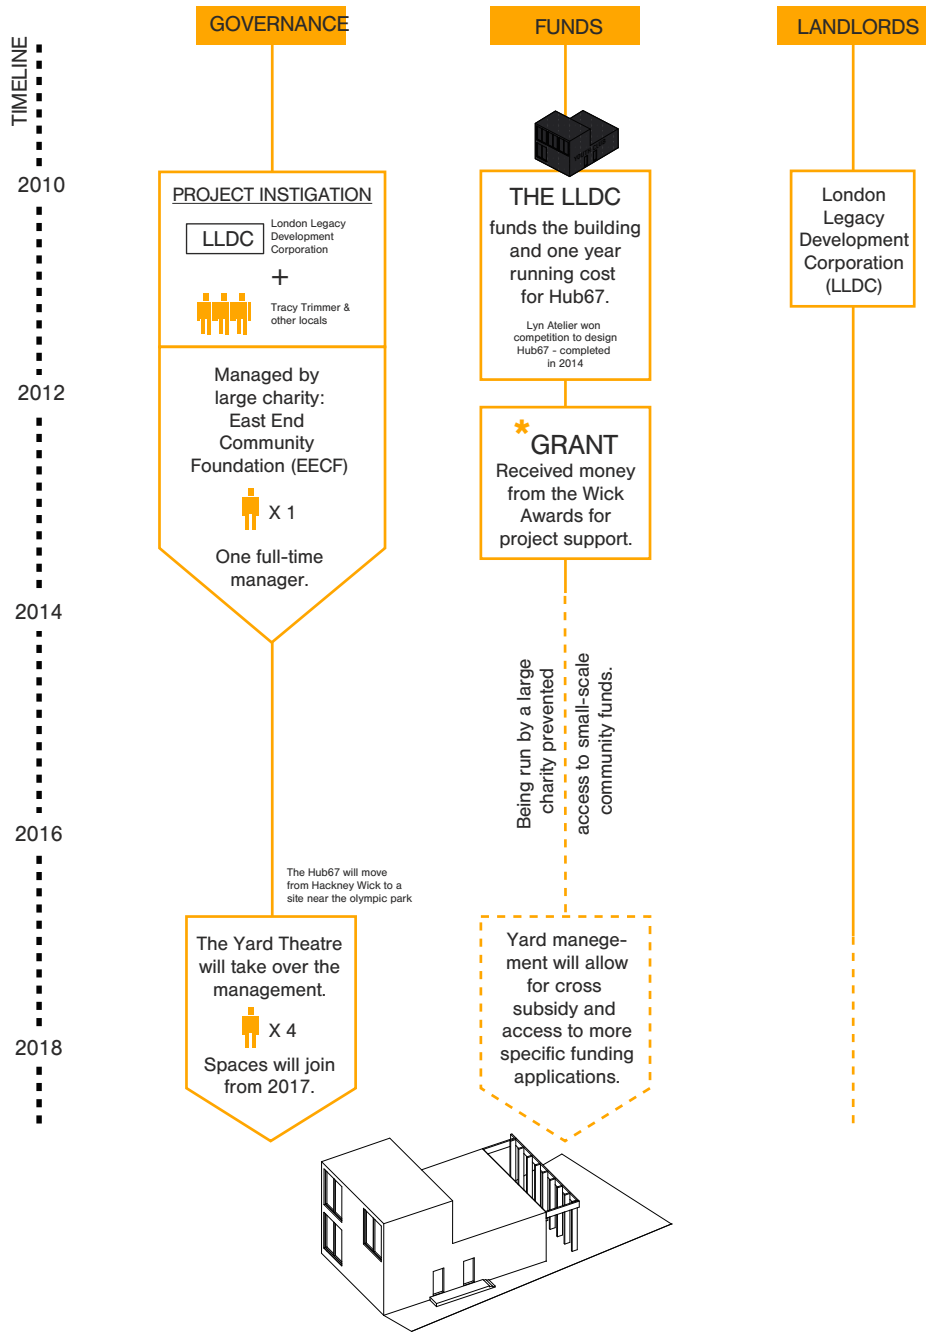 TIMELINE
GOVERNANCE
FUNDS
LANDLORDS
2010
2012
2014
2016
2018
PROJECT INSTIGATION
LLDC
London Legacy
Development
Corporation
+
Tracy Trimmer &
other locals
Managed by
large charity:
East End
Community
Foundation (EECF)
X 1
One full-time
manager.
The Hub67 will move
from Hackney Wick to a
site near the olympic park
The Yard Theatre
will take over the
management.
X 4
Spaces will join
from 2017.
THE LLDC
funds the building
and one year
running cost
for Hub67.
Lyn Atelier won
competition to design
Hub67 - completed
in 2014
*GRANT
Received money
from the Wick
Awards for
project support.
Being run by a large
charity prevented
access to small-scale
community funds.
Yard manege-
ment will allow
for cross
subsidy and
access to more
specific funding
applications.
London
Legacy
Development
Corporation
(LLDC)